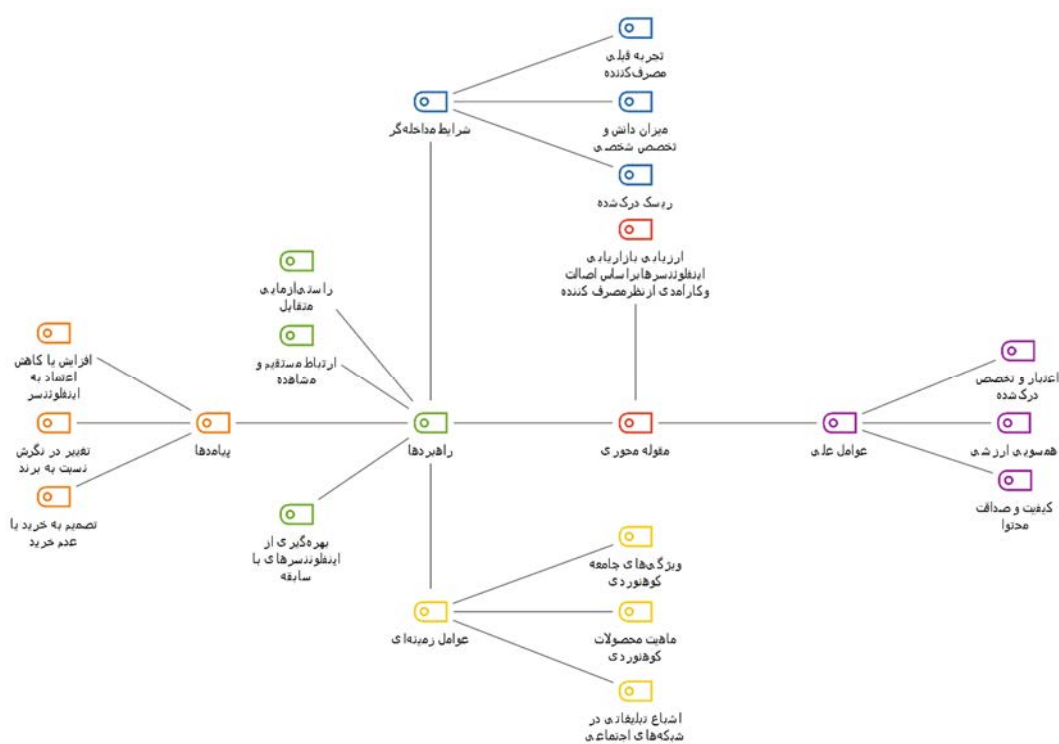 تجربه قبلی
مصرف‌کننده
شرایط مداخله‌گر
میزان دانش و
تخصص شخصی
ریسک درک‌شده
ارزیابی بازاریابی
اینفلوئنسرهابراساس اصالت
وکارآمدی ازنظرمصرف کننده
راستی‌آزمایی
متقابل
ارتباط مستقیم و
مشاهده
افزایش یا کاهش
اعتماد به
اینفلوئنسر
اعتبار و تخصص
درک‌شده
تغییر در نگرش
نسبت به برند
پیامدها
راهبردها
مقوله محوری
عوامل علی
همسویی ارزشی
کیفیت و صداقت
محتوا
تصمیم به خرید یا
عدم خرید
بهره‌گیری از
اینفلوئنسرهای با
سابقه
ویژگی‌های جامعه
کوهنوردی
عوامل زمینه‌ای
ماهیت محصولات
کوهنوردی
اشباع تبلیغاتی در
شبکه‌های اجتماعی